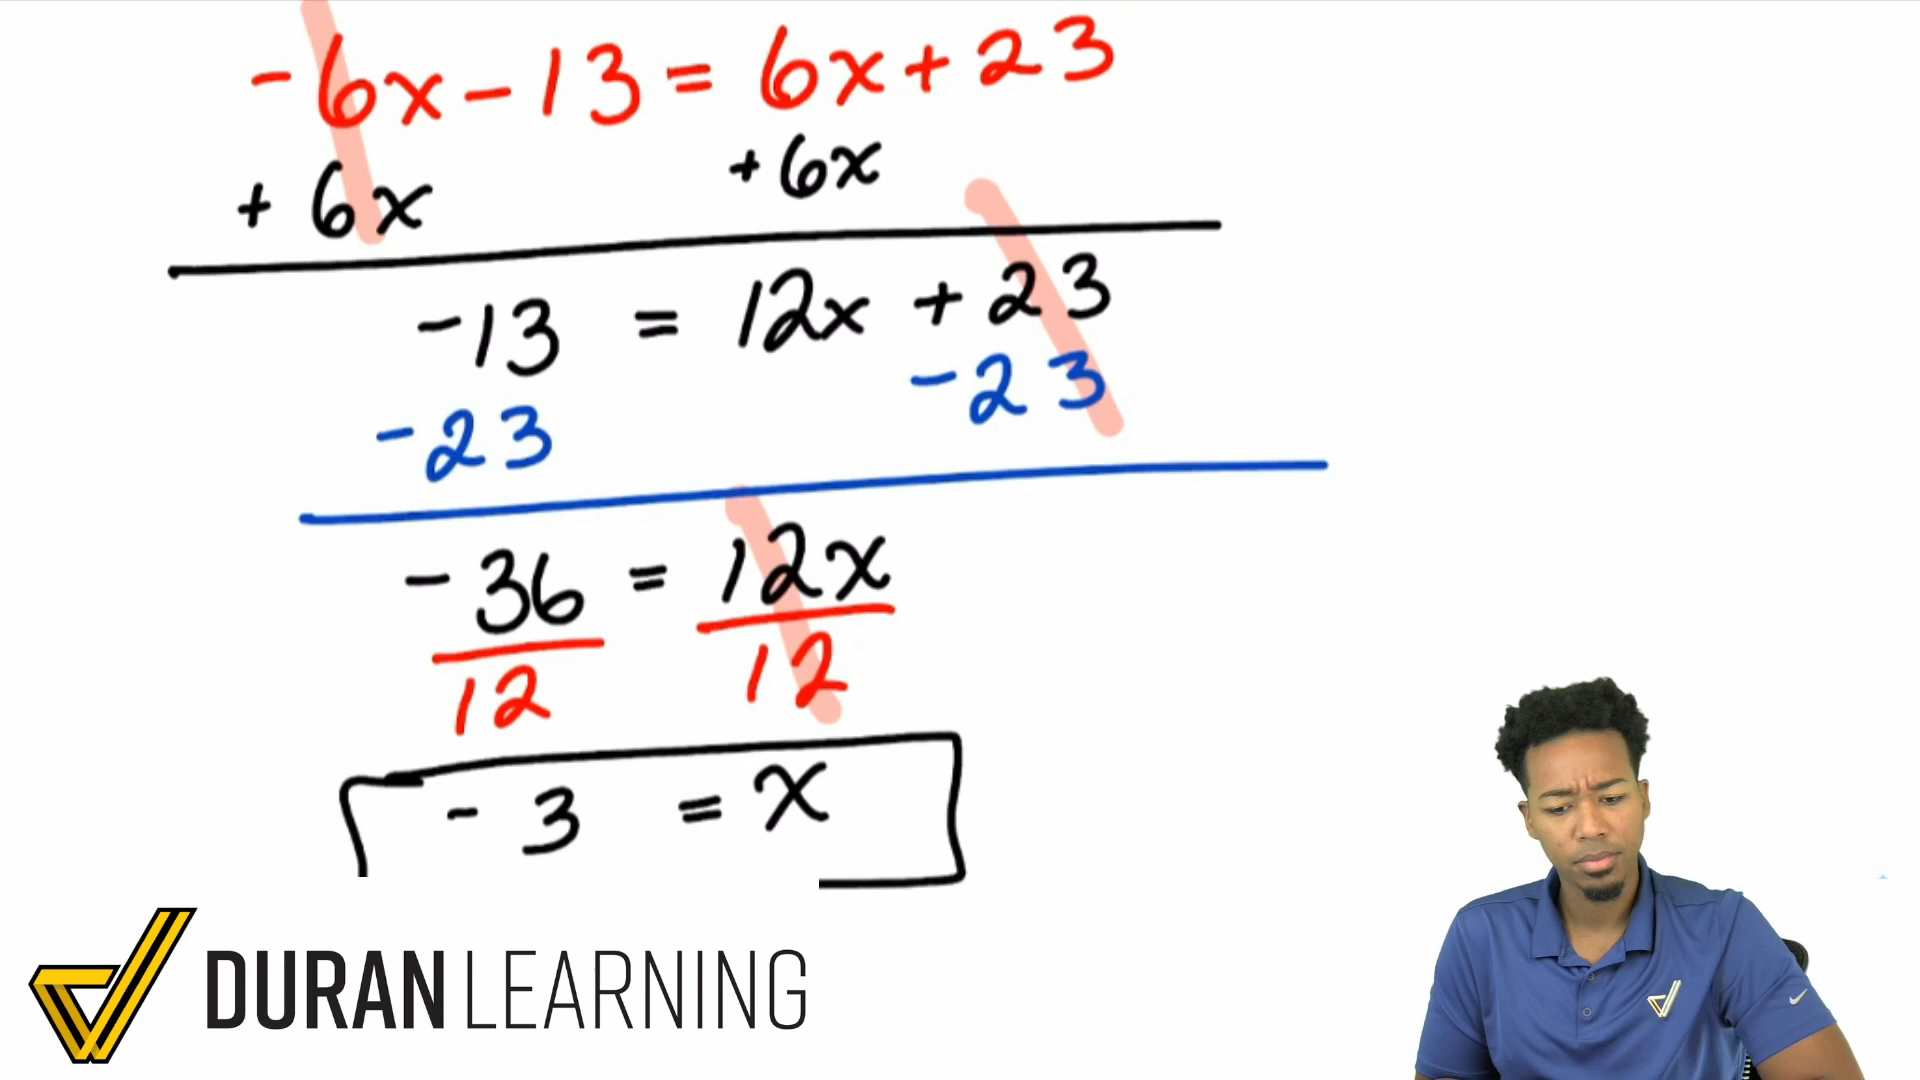 -6x - 13 = 6x + 23
+ 6x +6x
-13 = 12x + 23
-23 -23
-36 = 12x
12 12
-3 = x
DURAN LEARNING